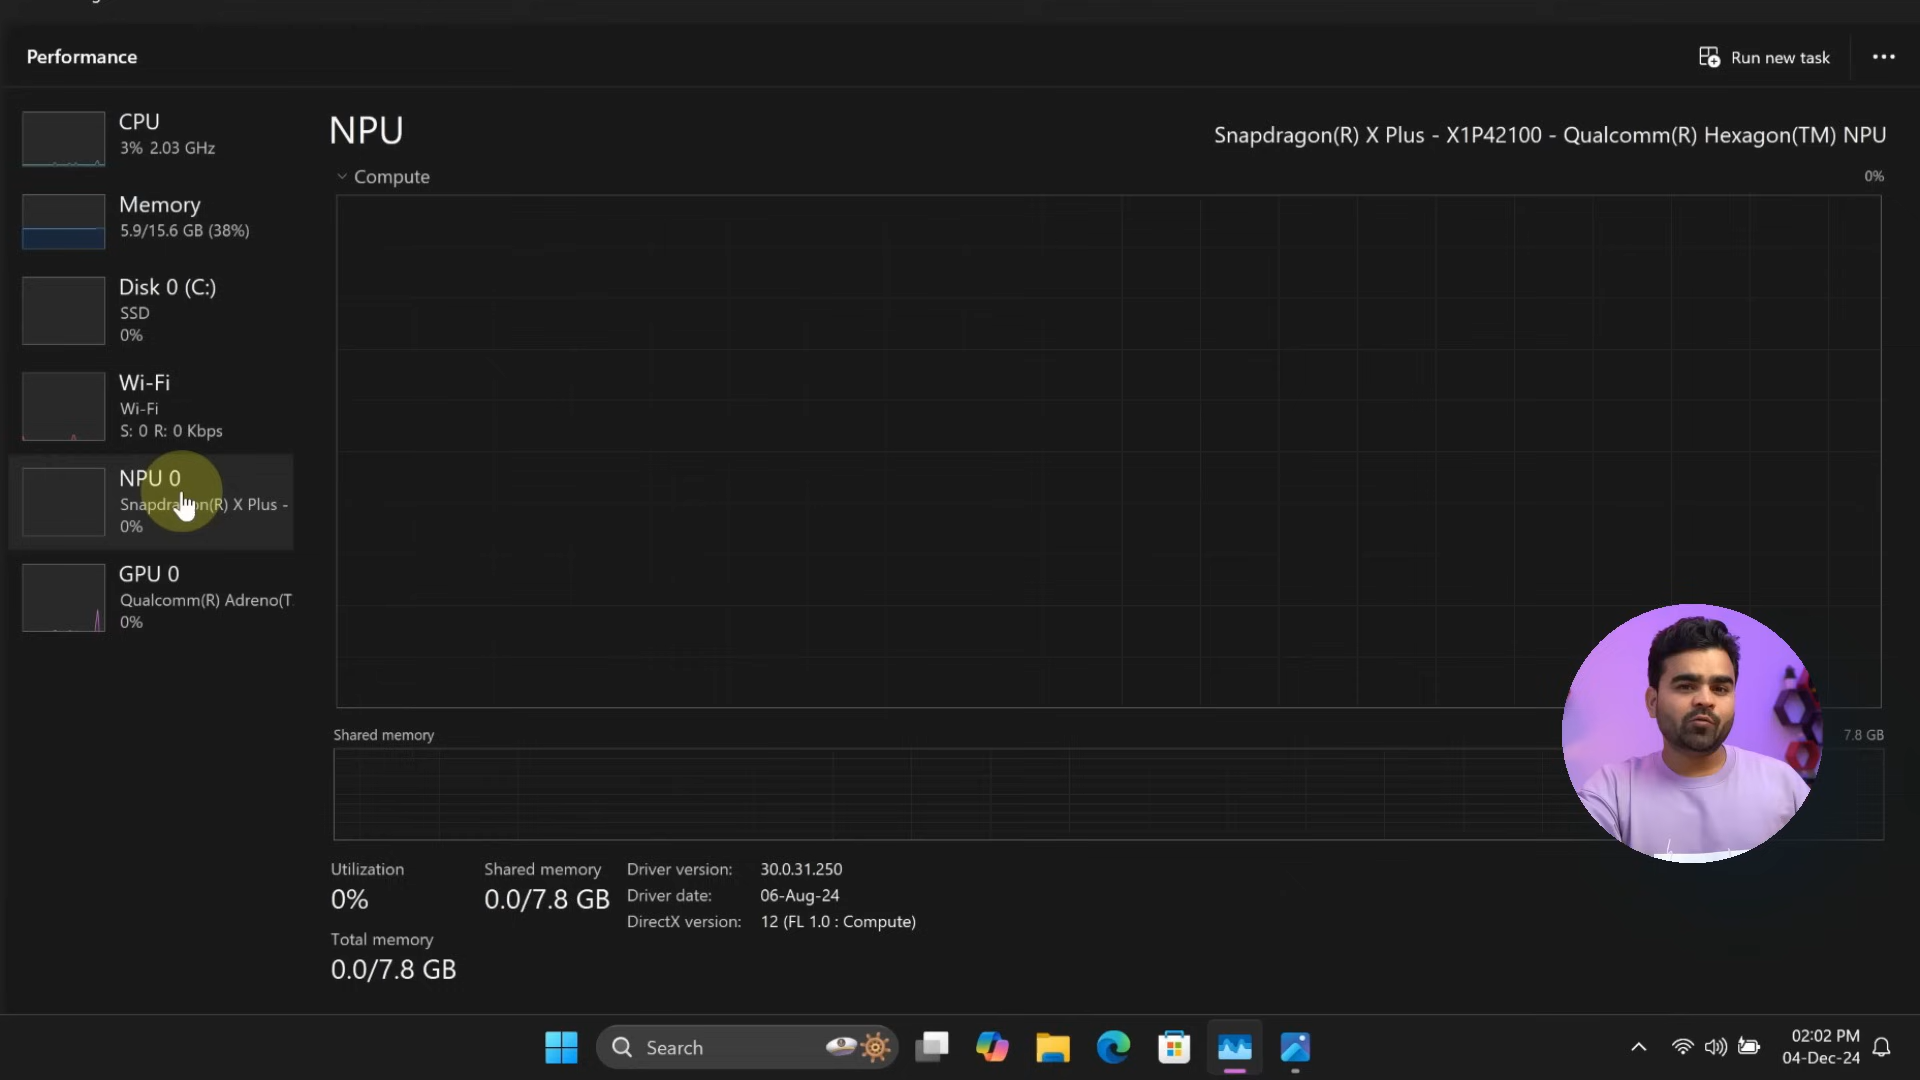 Performance
Run new task
CPU
3% 2.03 GHz
Memory
5.9/15.6 GB (38%)
Disk 0 (C:)
SSD
0%
Wi-Fi
Wi-Fi
S: 0 R: 0 Kbps
NPU 0
Snapdragon(R) X Plus -
0%
GPU 0
Qualcomm(R) Adreno(T
0%
NPU
Snapdragon(R) X Plus - X1P42100 - Qualcomm(R) Hexagon(TM) NPU
Compute
0%
Shared memory
7.8 GB
Utilization
0%
Shared memory
0.0/7.8 GB
Total memory
0.0/7.8 GB
Driver version: 30.0.31.250
Driver date: 06-Aug-24
DirectX version: 12 (FL 1.0 : Compute)
Search
02:02 PM
04-Dec-24